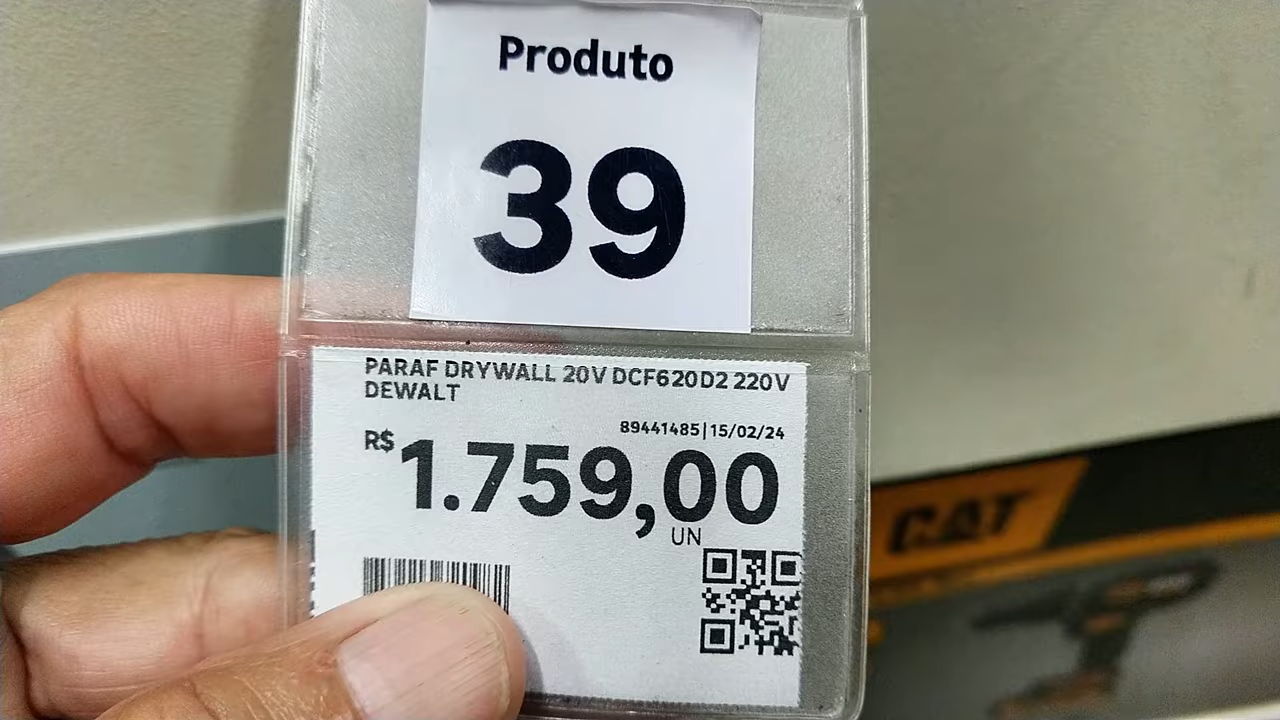 Produto
39
PARAF DRYWALL 20V DCF620D2 220V
DEWALT
89441485|15/02/24
R$ 1.759,00
UN
CAT